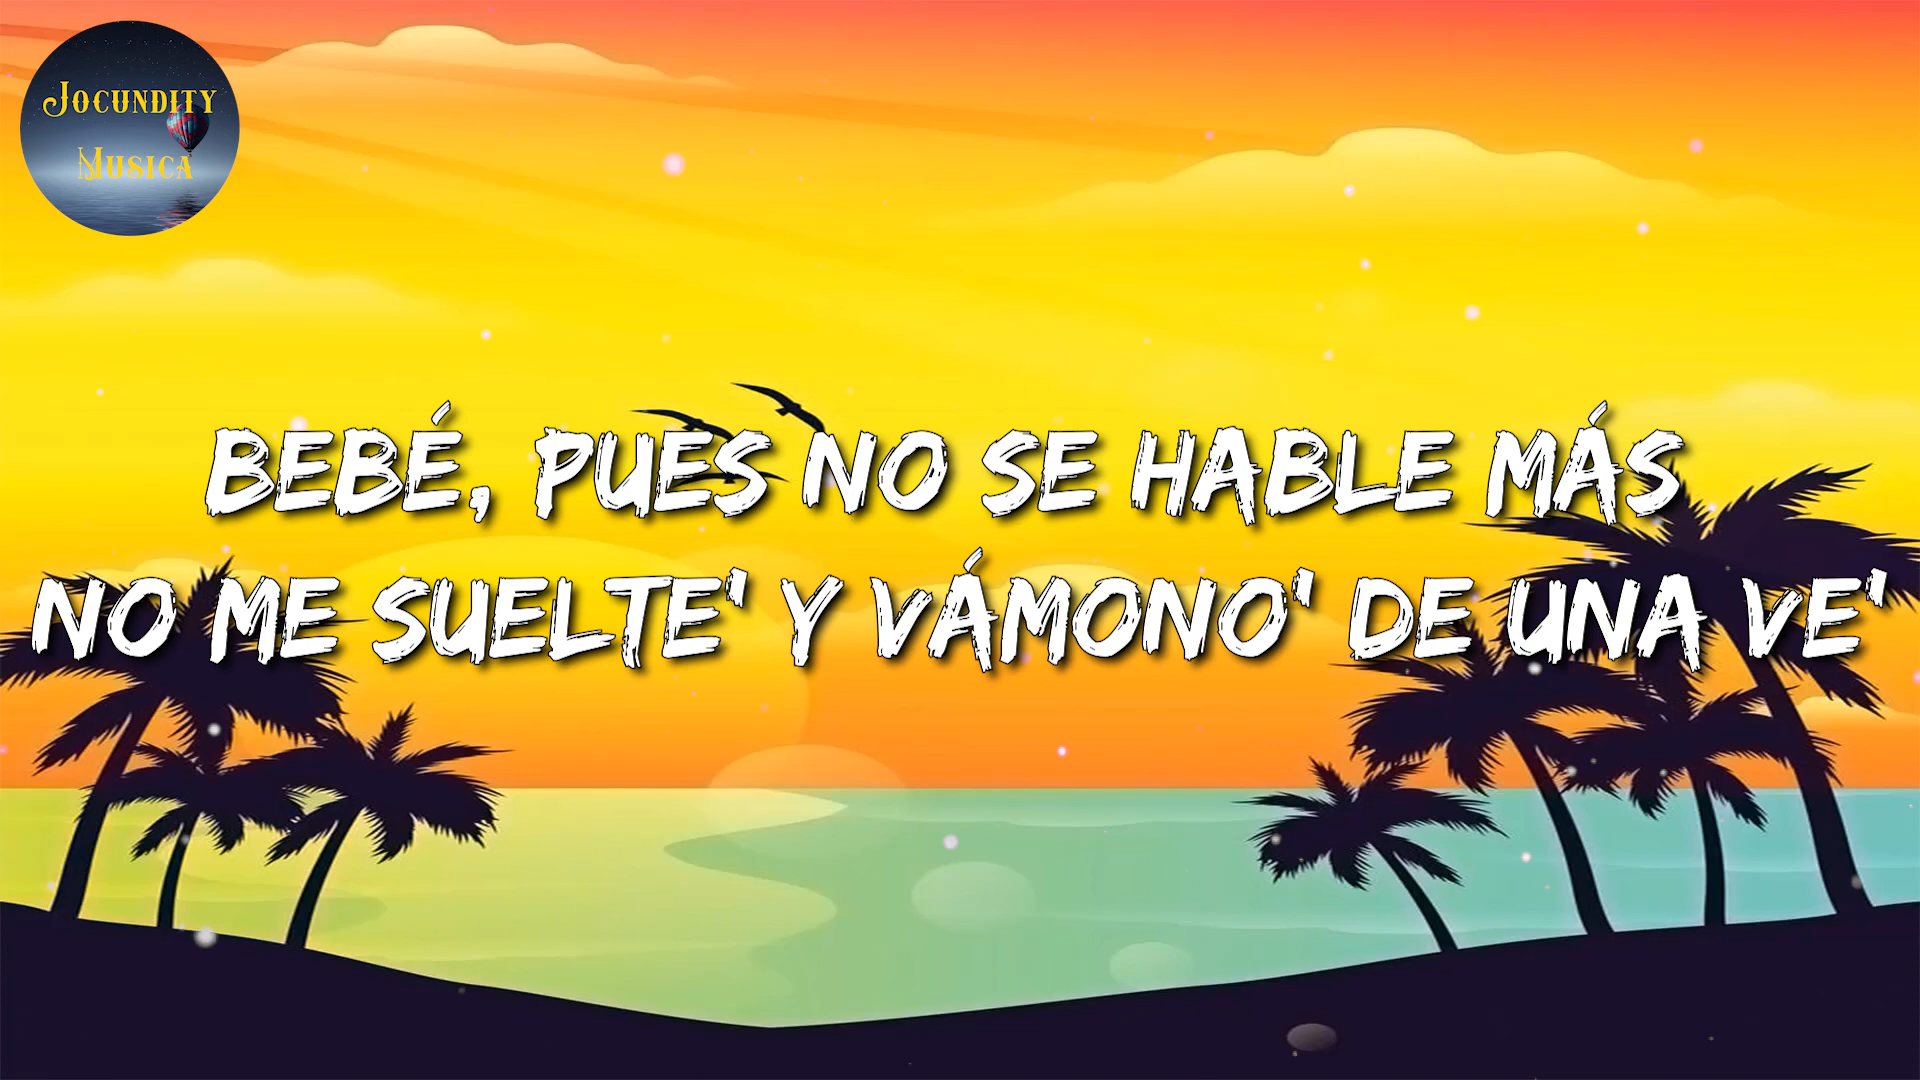 Jocundity
Musica
BEBÉ, PUES NO SE HABLE MÁS
NO ME SUELTE' Y VÁMONO' DE UNA VE'